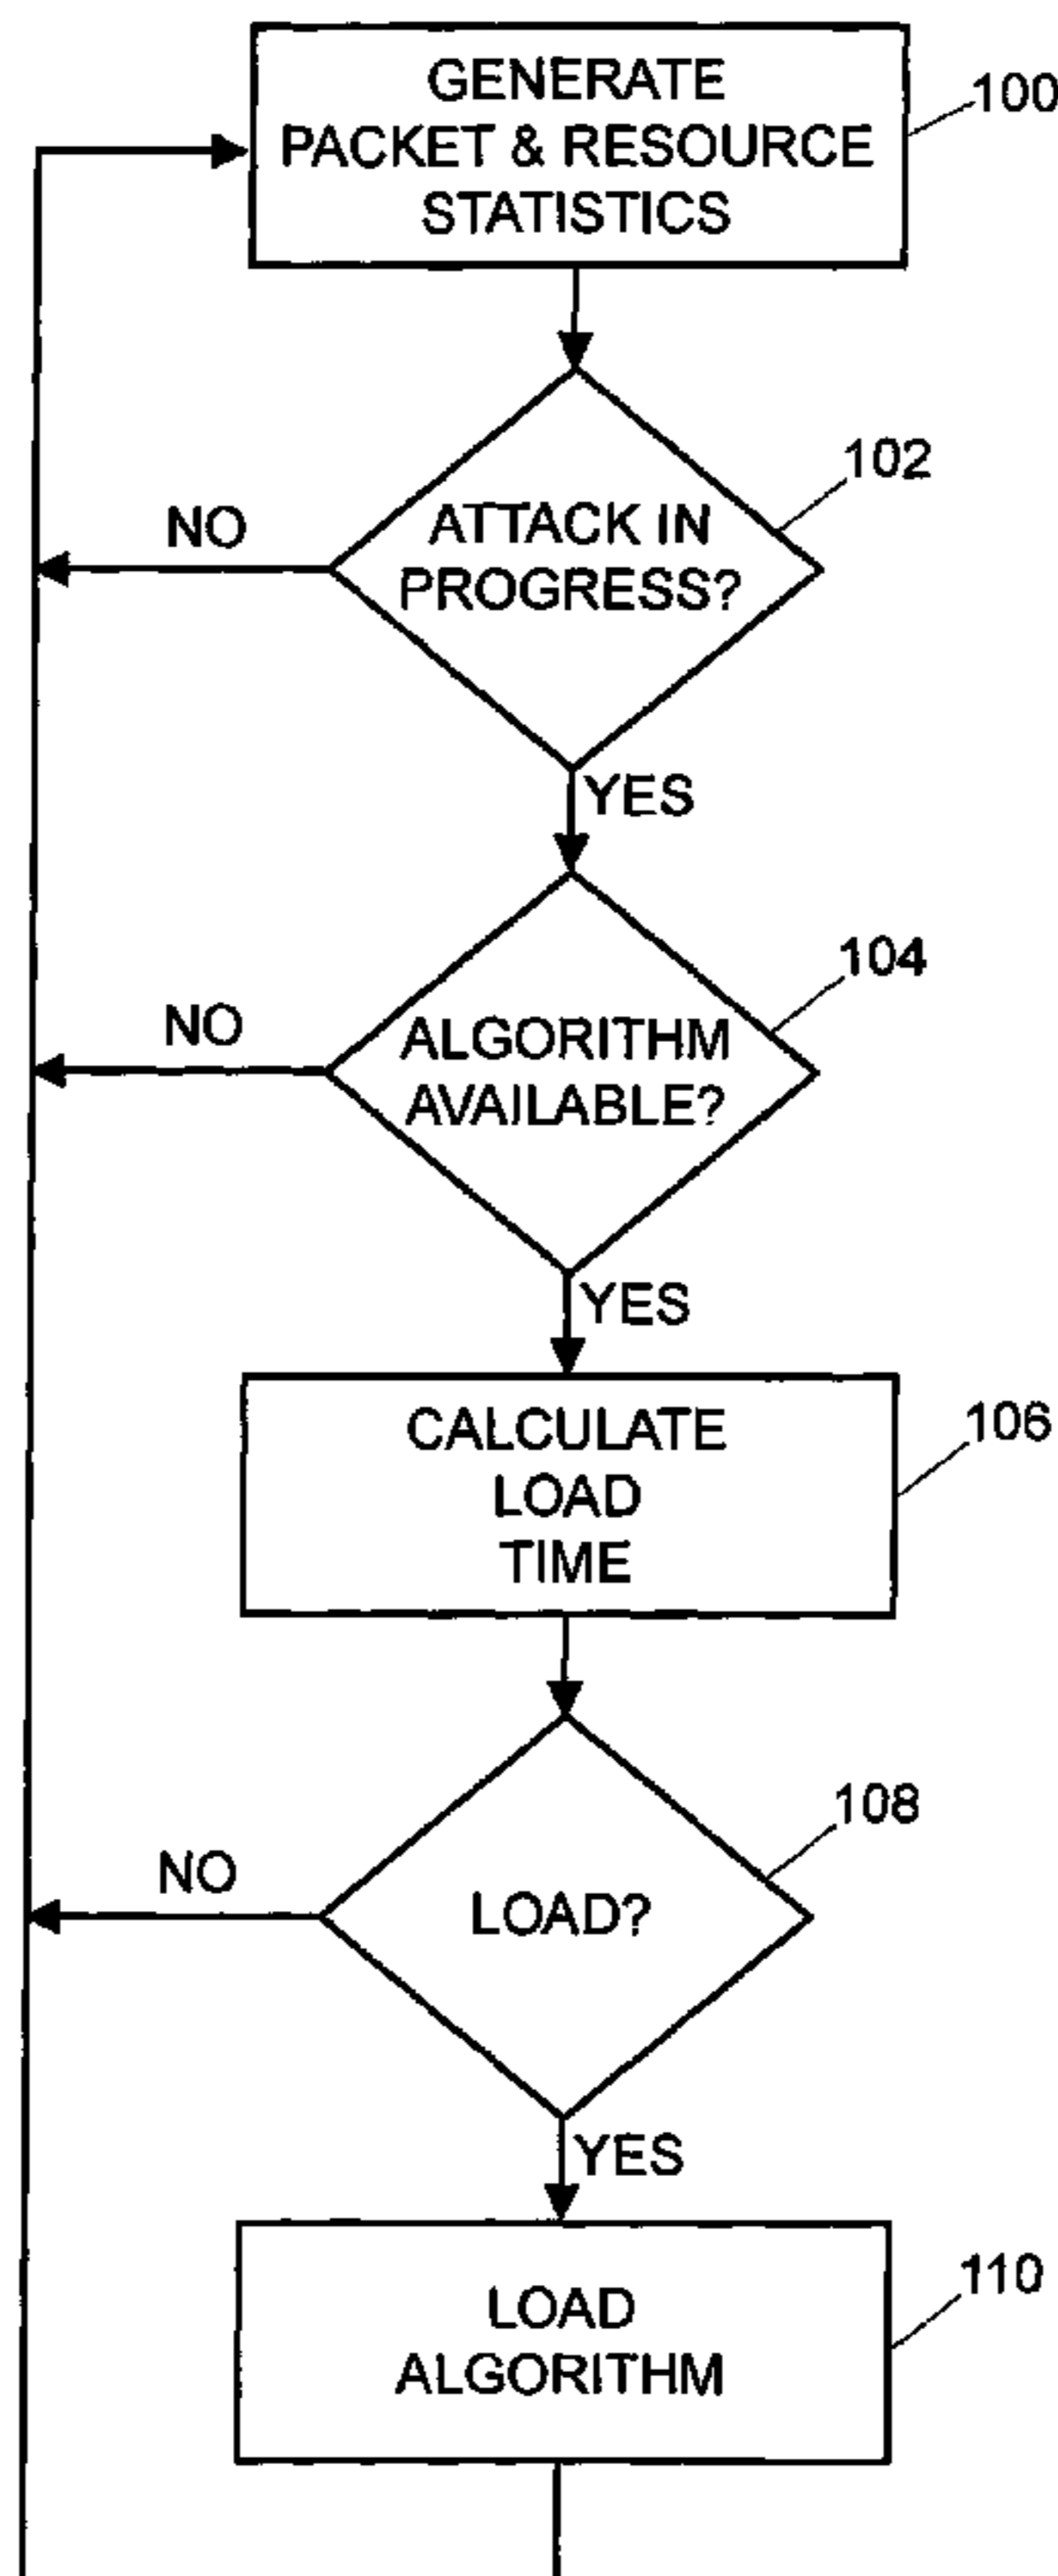 GENERATE
PACKET & RESOURCE
STATISTICS
100
102
ATTACK IN
PROGRESS?
NO
YES
104
ALGORITHM
AVAILABLE?
NO
YES
CALCULATE
LOAD
TIME
106
108
LOAD?
NO
YES
LOAD
ALGORITHM
110